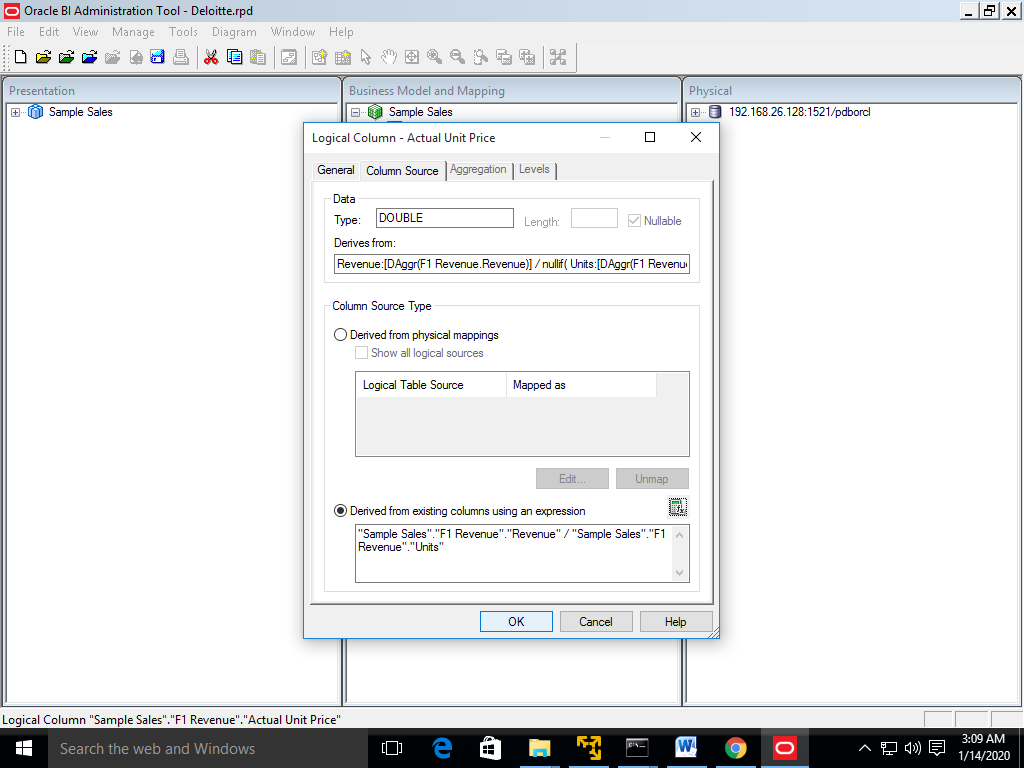 Oracle BI Administration Tool - Deloitte.rpd
File Edit View Manage Tools Diagram Window Help
Presentation
Business Model and Mapping
Physical
Sample Sales
Sample Sales
192.168.26.128:1521/pdborcl
Logical Column - Actual Unit Price
General
Column Source
Aggregation
Levels
Data
Type:
DOUBLE
Length:
Nullable
Derives from:
Revenue:[DAggr(F1 Revenue.Revenue)] / nullif( Units:[DAggr(F1 Revenue
Column Source Type
Derived from physical mappings
Show all logical sources
Logical Table Source
Mapped as
Edit...
Unmap
Derived from existing columns using an expression
"Sample Sales"."F1 Revenue"."Revenue" / "Sample Sales"."F1
Revenue"."Units"
OK
Cancel
Help
Logical Column "Sample Sales"."F1 Revenue"."Actual Unit Price"
Search the web and Windows
3:09 AM
1/14/2020